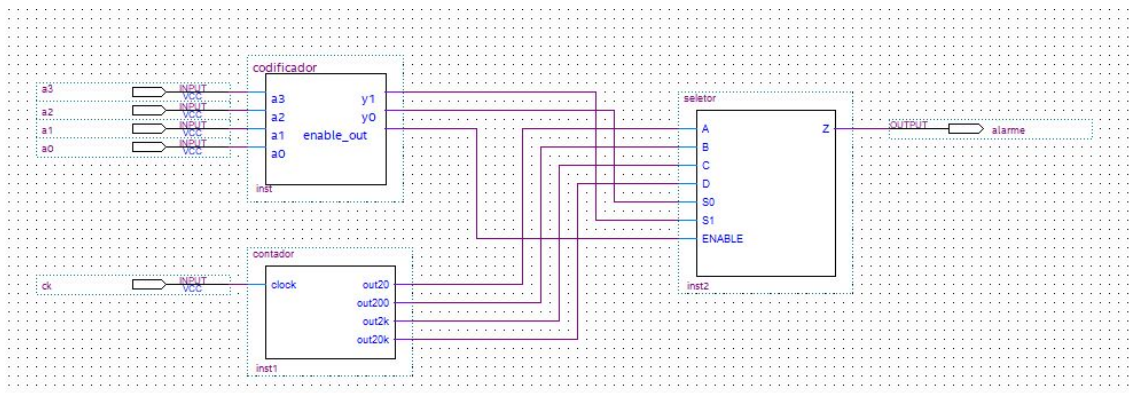 codificador
a3 INPUT VCC a3 y1
a2 INPUT VCC a2 y0
a1 INPUT VCC a1 enable_out
a0 INPUT VCC a0
inst
contador
ck INPUT VCC clock out20
out200
out2k
out20k
inst1
seletor
A Z OUTPUT alarme
B
C
D
S0
S1
ENABLE
inst2